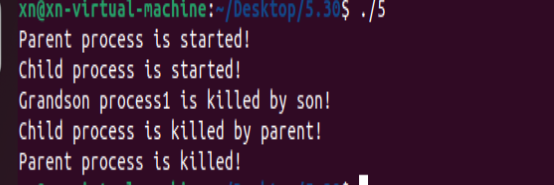 xn@xn-virtual-machine:~/Desktop/5.30$ ./5
Parent process is started!
Child process is started!
Grandson process1 is killed by son!
Child process is killed by parent!
Parent process is killed!